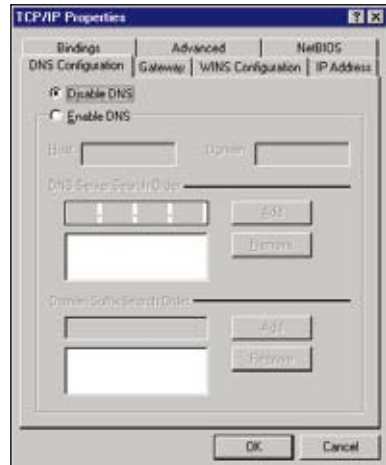 TCP/IP Properties
Bindings Advanced NetBIOS
DNS Configuration Gateway WINS Configuration IP Address
Disable DNS
Enable DNS
Host: Domain:
DNS Server Search Order
Add
Remove
Domain Suffix Search Order
Add
Remove
OK Cancel